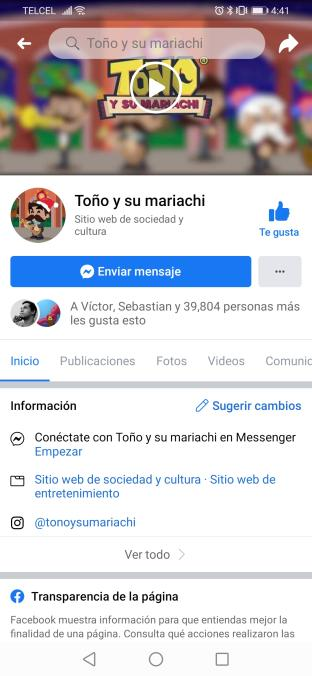 TELCEL 4:41
Toño y su mariachi
TOÑO
Y SU MARIACHI
Toño y su mariachi
Sitio web de sociedad y
cultura
Te gusta
Enviar mensaje
A Víctor, Sebastian y 39,804 personas más
les gusta esto
Inicio Publicaciones Fotos Videos Comunic
Información Sugerir cambios
Conéctate con Toño y su mariachi en Messenger
Empezar
Sitio web de sociedad y cultura · Sitio web de
entretenimiento
@tonoysumariachi
Ver todo
Transparencia de la página
Facebook muestra información para que entiendas mejor la
finalidad de una página. Consulta qué acciones realizaron las